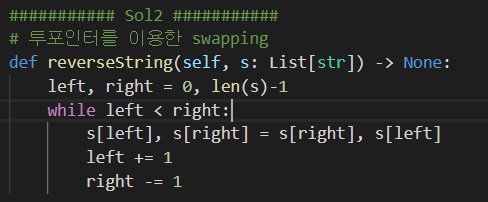 ########### Sol2 ###########
# 투포인터를 이용한 swapping
def reverseString(self, s: List[str]) -> None:
    left, right = 0, len(s)-1
    while left < right:
        s[left], s[right] = s[right], s[left]
        left += 1
        right -= 1